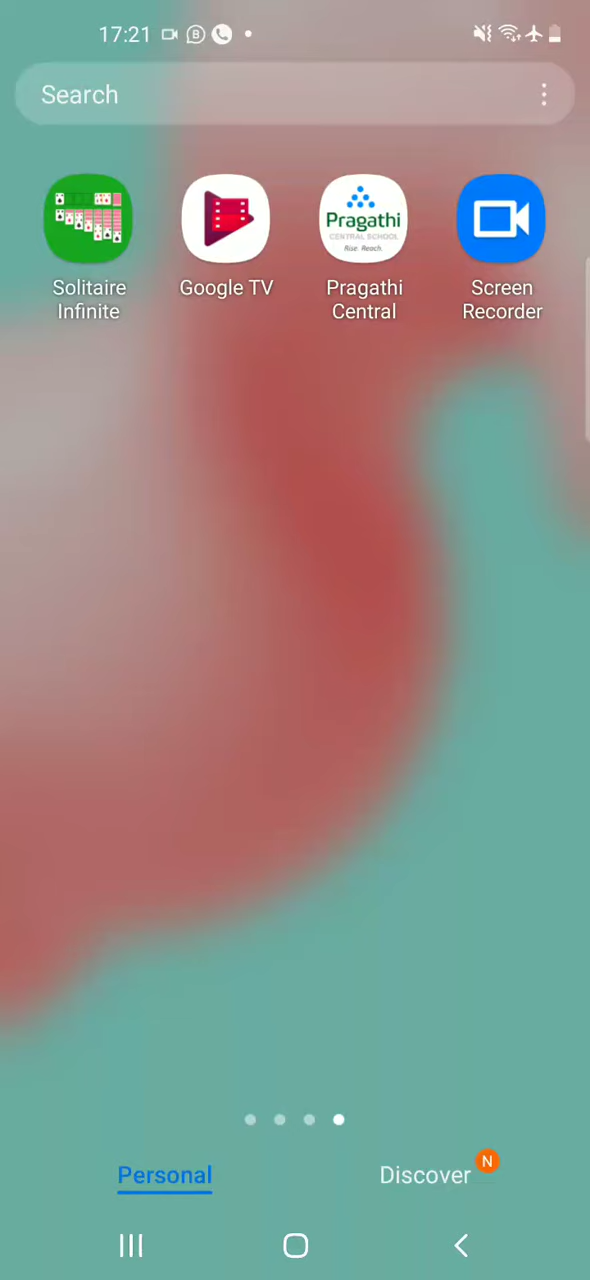 17:21
Search
Pragathi
CENTRAL SCHOOL
Rise. Reach.
Solitaire
Infinite
Google TV
Pragathi
Central
Screen
Recorder
Personal
Discover
N